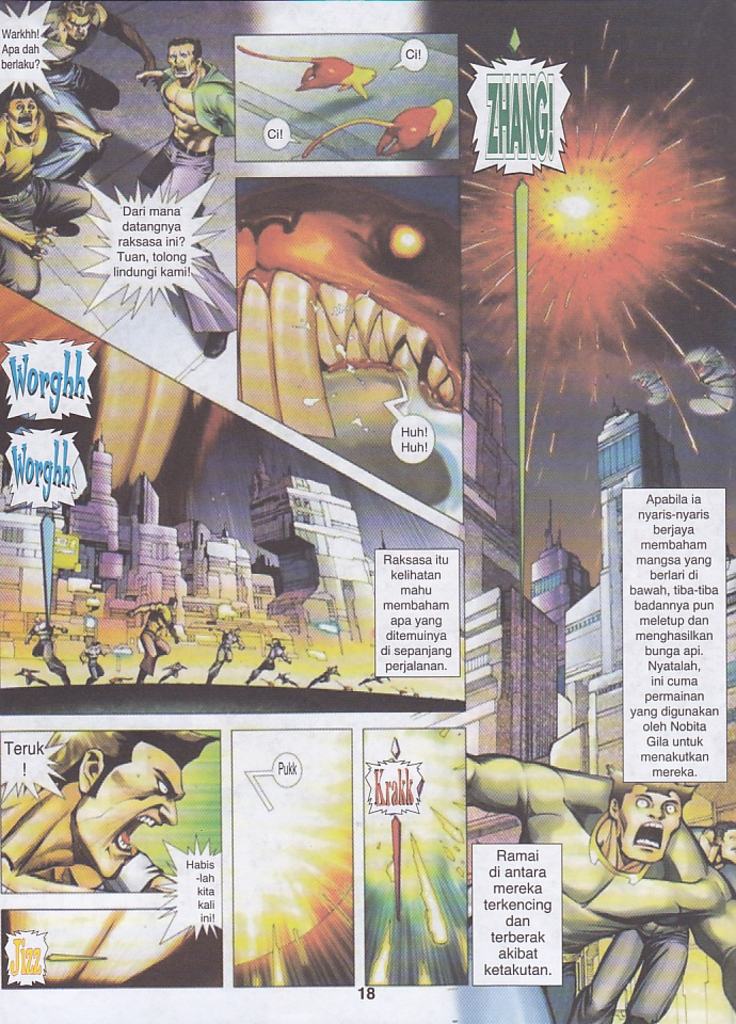 Warkhh!
Apa dah
berlaku?
Dari mana
datangnya
raksasa ini?
Tuan, tolong
lindungi kami!
Ci!
Ci!
Huh!
Huh!
ZHANG!
Worghh
Worghh
Raksasa itu
kelihatan
mahu
membaham
apa yang
ditemuinya
di sepanjang
perjalanan.
Apabila ia
nyaris-nyaris
berjaya
membaham
mangsa yang
berlari di
bawah, tiba-tiba
badannya pun
meletup dan
menghasilkan
bunga api.
Nyatalah,
ini cuma
permainan
yang digunakan
oleh Nobita
Gila untuk
menakutkan
mereka.
Teruk
!
Habis
-lah
kita
kali
ini!
Jizz
Pukk
Krakk
Ramai
di antara
mereka
terkencing
dan
terberak
akibat
ketakutan.
18